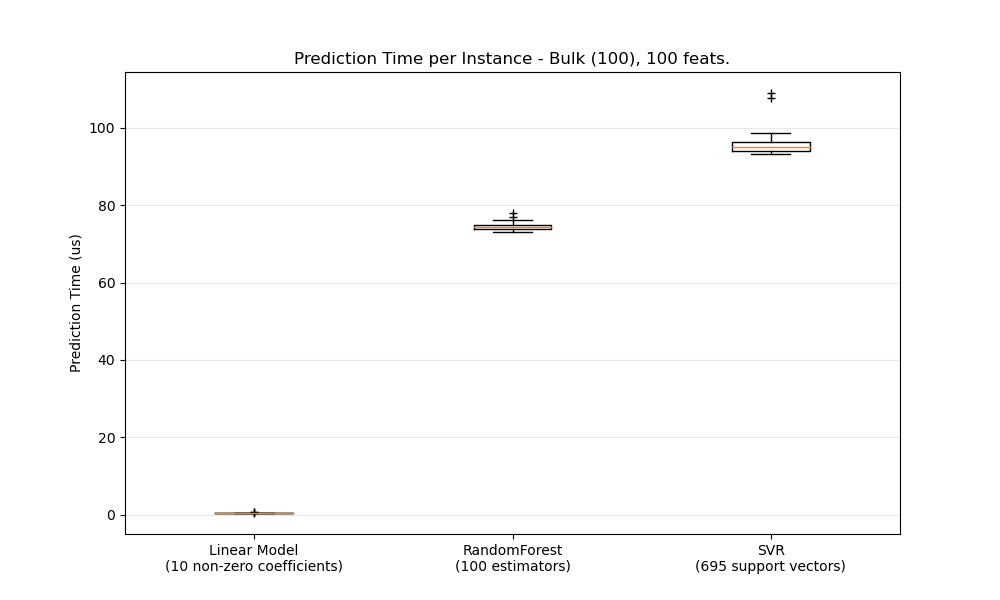 Prediction Time per Instance - Bulk (100), 100 feats.
Prediction Time (us)
100
80
60
40
20
0
Linear Model
(10 non-zero coefficients)
RandomForest
(100 estimators)
SVR
(695 support vectors)